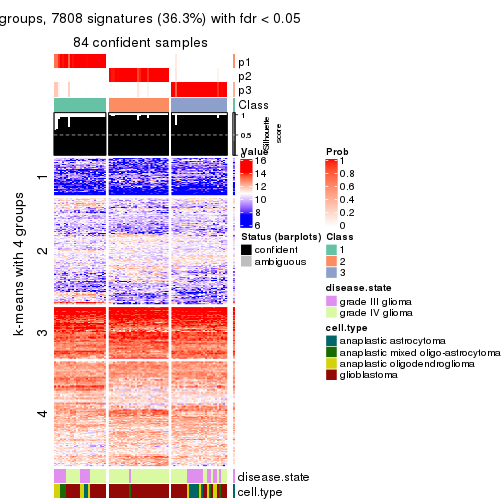 groups, 7808 signatures (36.3%) with fdr < 0.05
84 confident samples
p1
p2
p3
Class
1
0.5
0
Silhouette
score
k-means with 4 groups
1
2
3
4
Value
16
14
12
10
8
6
Prob
1
0.8
0.6
0.4
0.2
0
Status (barplots)
confident
ambiguous
Class
1
2
3
disease.state
grade III glioma
grade IV glioma
cell.type
anaplastic astrocytoma
anaplastic mixed oligo-astrocytoma
anaplastic oligodendroglioma
glioblastoma
disease.state
cell.type